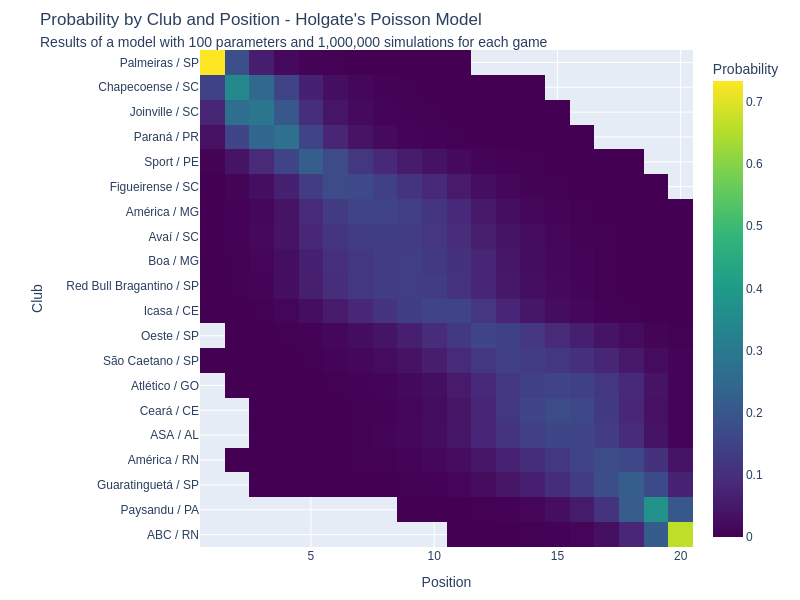 Probability by Club and Position - Holgate's Poisson Model
Results of a model with 100 parameters and 1,000,000 simulations for each game
Probability
Palmeiras / SP
Chapecoense / SC
Joinville / SC
Paraná / PR
Sport / PE
Figueirense / SC
América / MG
Avaí / SC
Boa / MG
Red Bull Bragantino / SP
Icasa / CE
Oeste / SP
São Caetano / SP
Atlético / GO
Ceará / CE
ASA / AL
América / RN
Guaratinguetá / SP
Paysandu / PA
ABC / RN
Club
5
10
15
20
Position
0.7
0.6
0.5
0.4
0.3
0.2
0.1
0